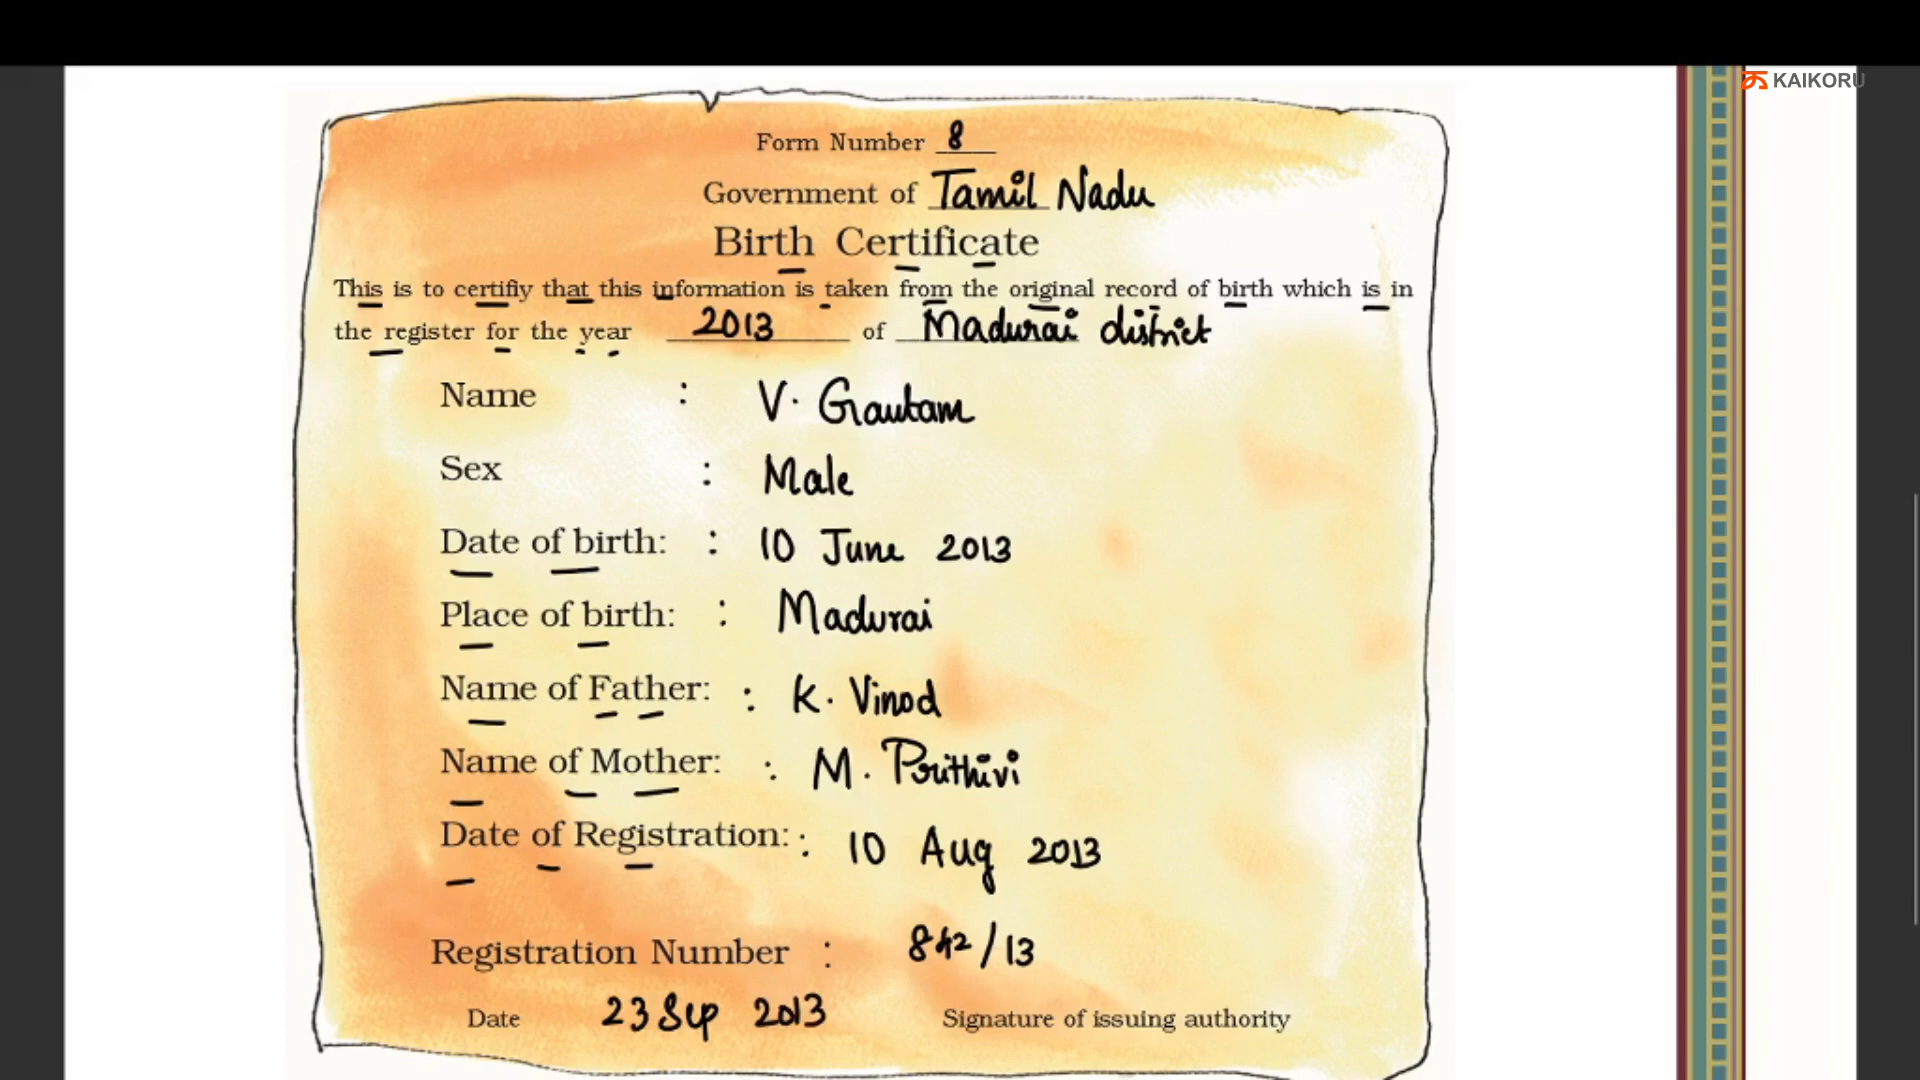 KAIKORU
Form Number 8
Government of Tamil Nadu
Birth Certificate
This is to certifiy that this information is taken from the original record of birth which is in
the register for the year 2013 of Madurai district
Name : V. Gautam
Sex : Male
Date of birth: : 10 June 2013
Place of birth: : Madurai
Name of Father: : K. Vinod
Name of Mother: : M. Prithivi
Date of Registration: : 10 Aug 2013
Registration Number : 842/13
Date 23 Sep 2013 Signature of issuing authority